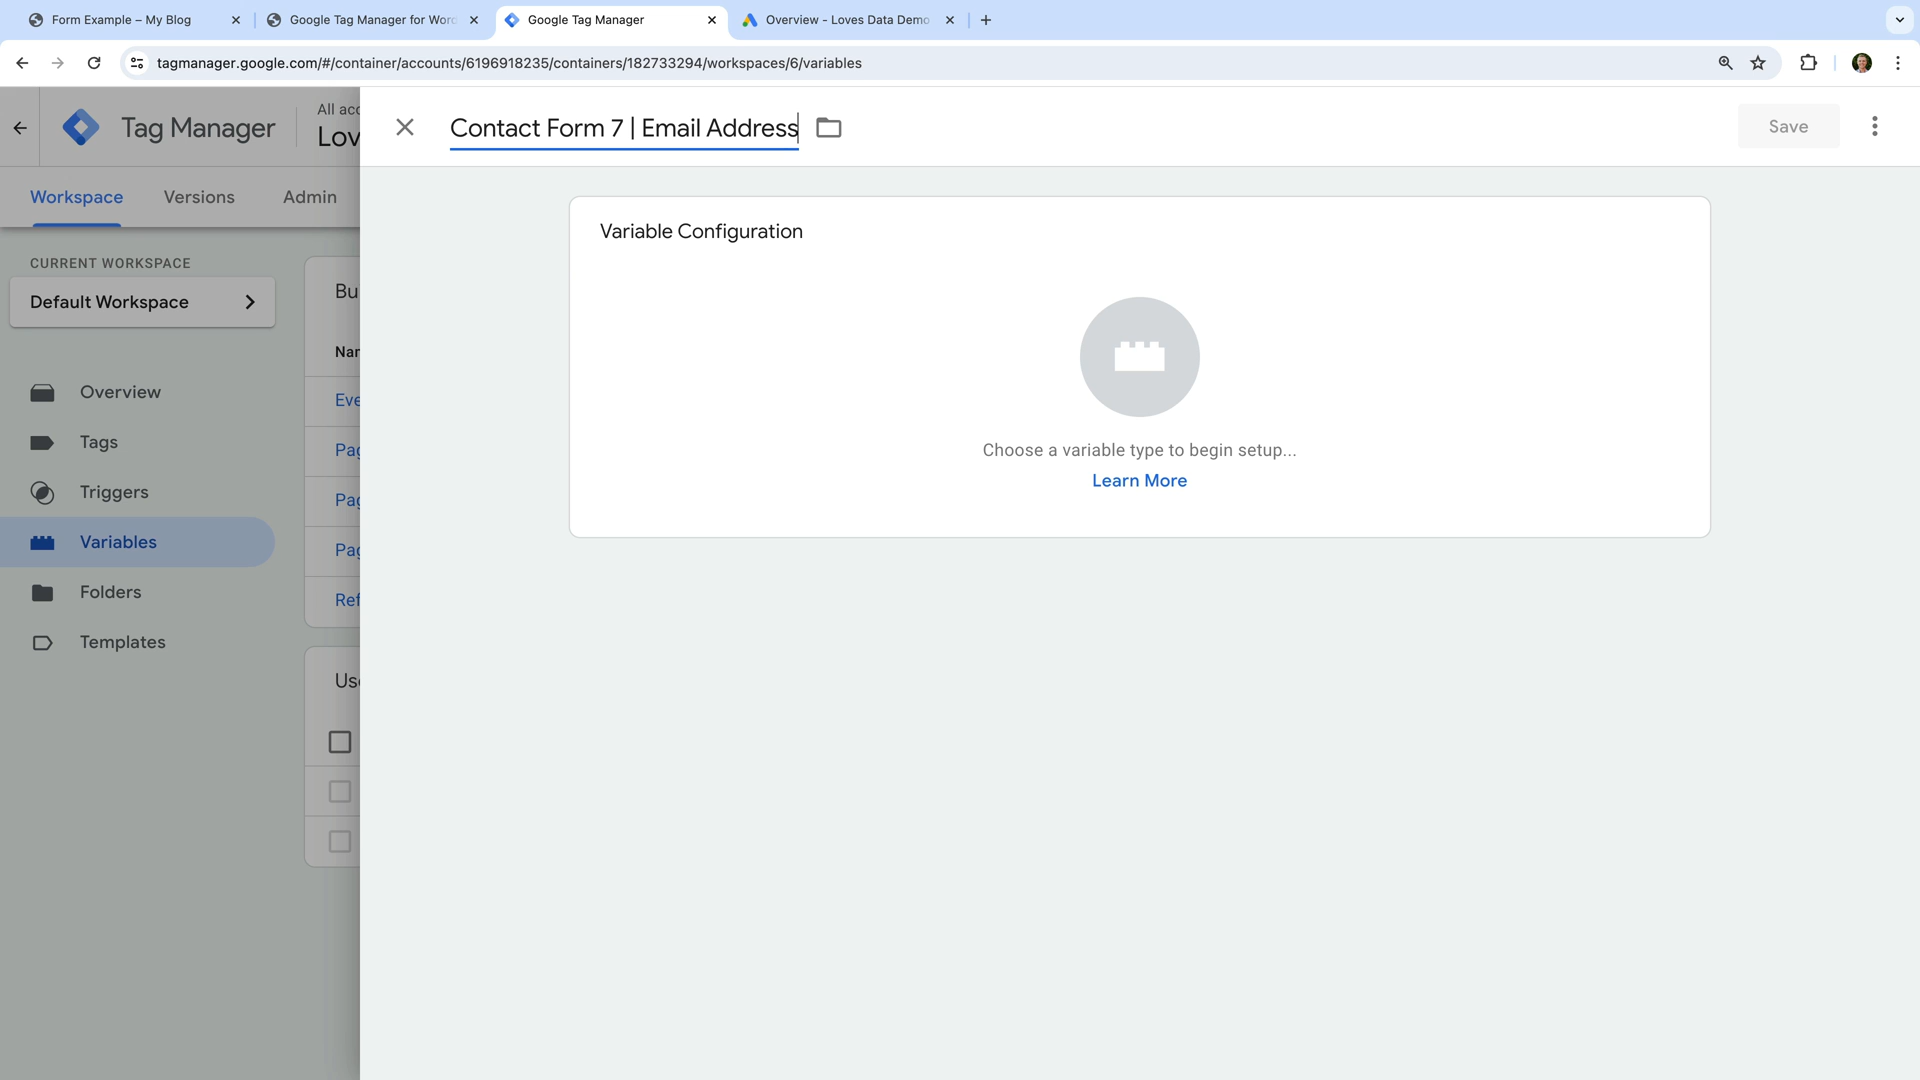 Form Example – My Blog
Google Tag Manager for Word
Google Tag Manager
Overview - Loves Data Demo
tagmanager.google.com/#/container/accounts/6196918235/containers/182733294/workspaces/6/variables
Tag Manager
All acc
Lov
Contact Form 7 | Email Address
Save
Workspace
Versions
Admin
Variable Configuration
CURRENT WORKSPACE
Default Workspace
Bu
Nar
Overview
Eve
Tags
Pag
Choose a variable type to begin setup...
Learn More
Triggers
Pag
Variables
Pag
Folders
Ref
Templates
Use